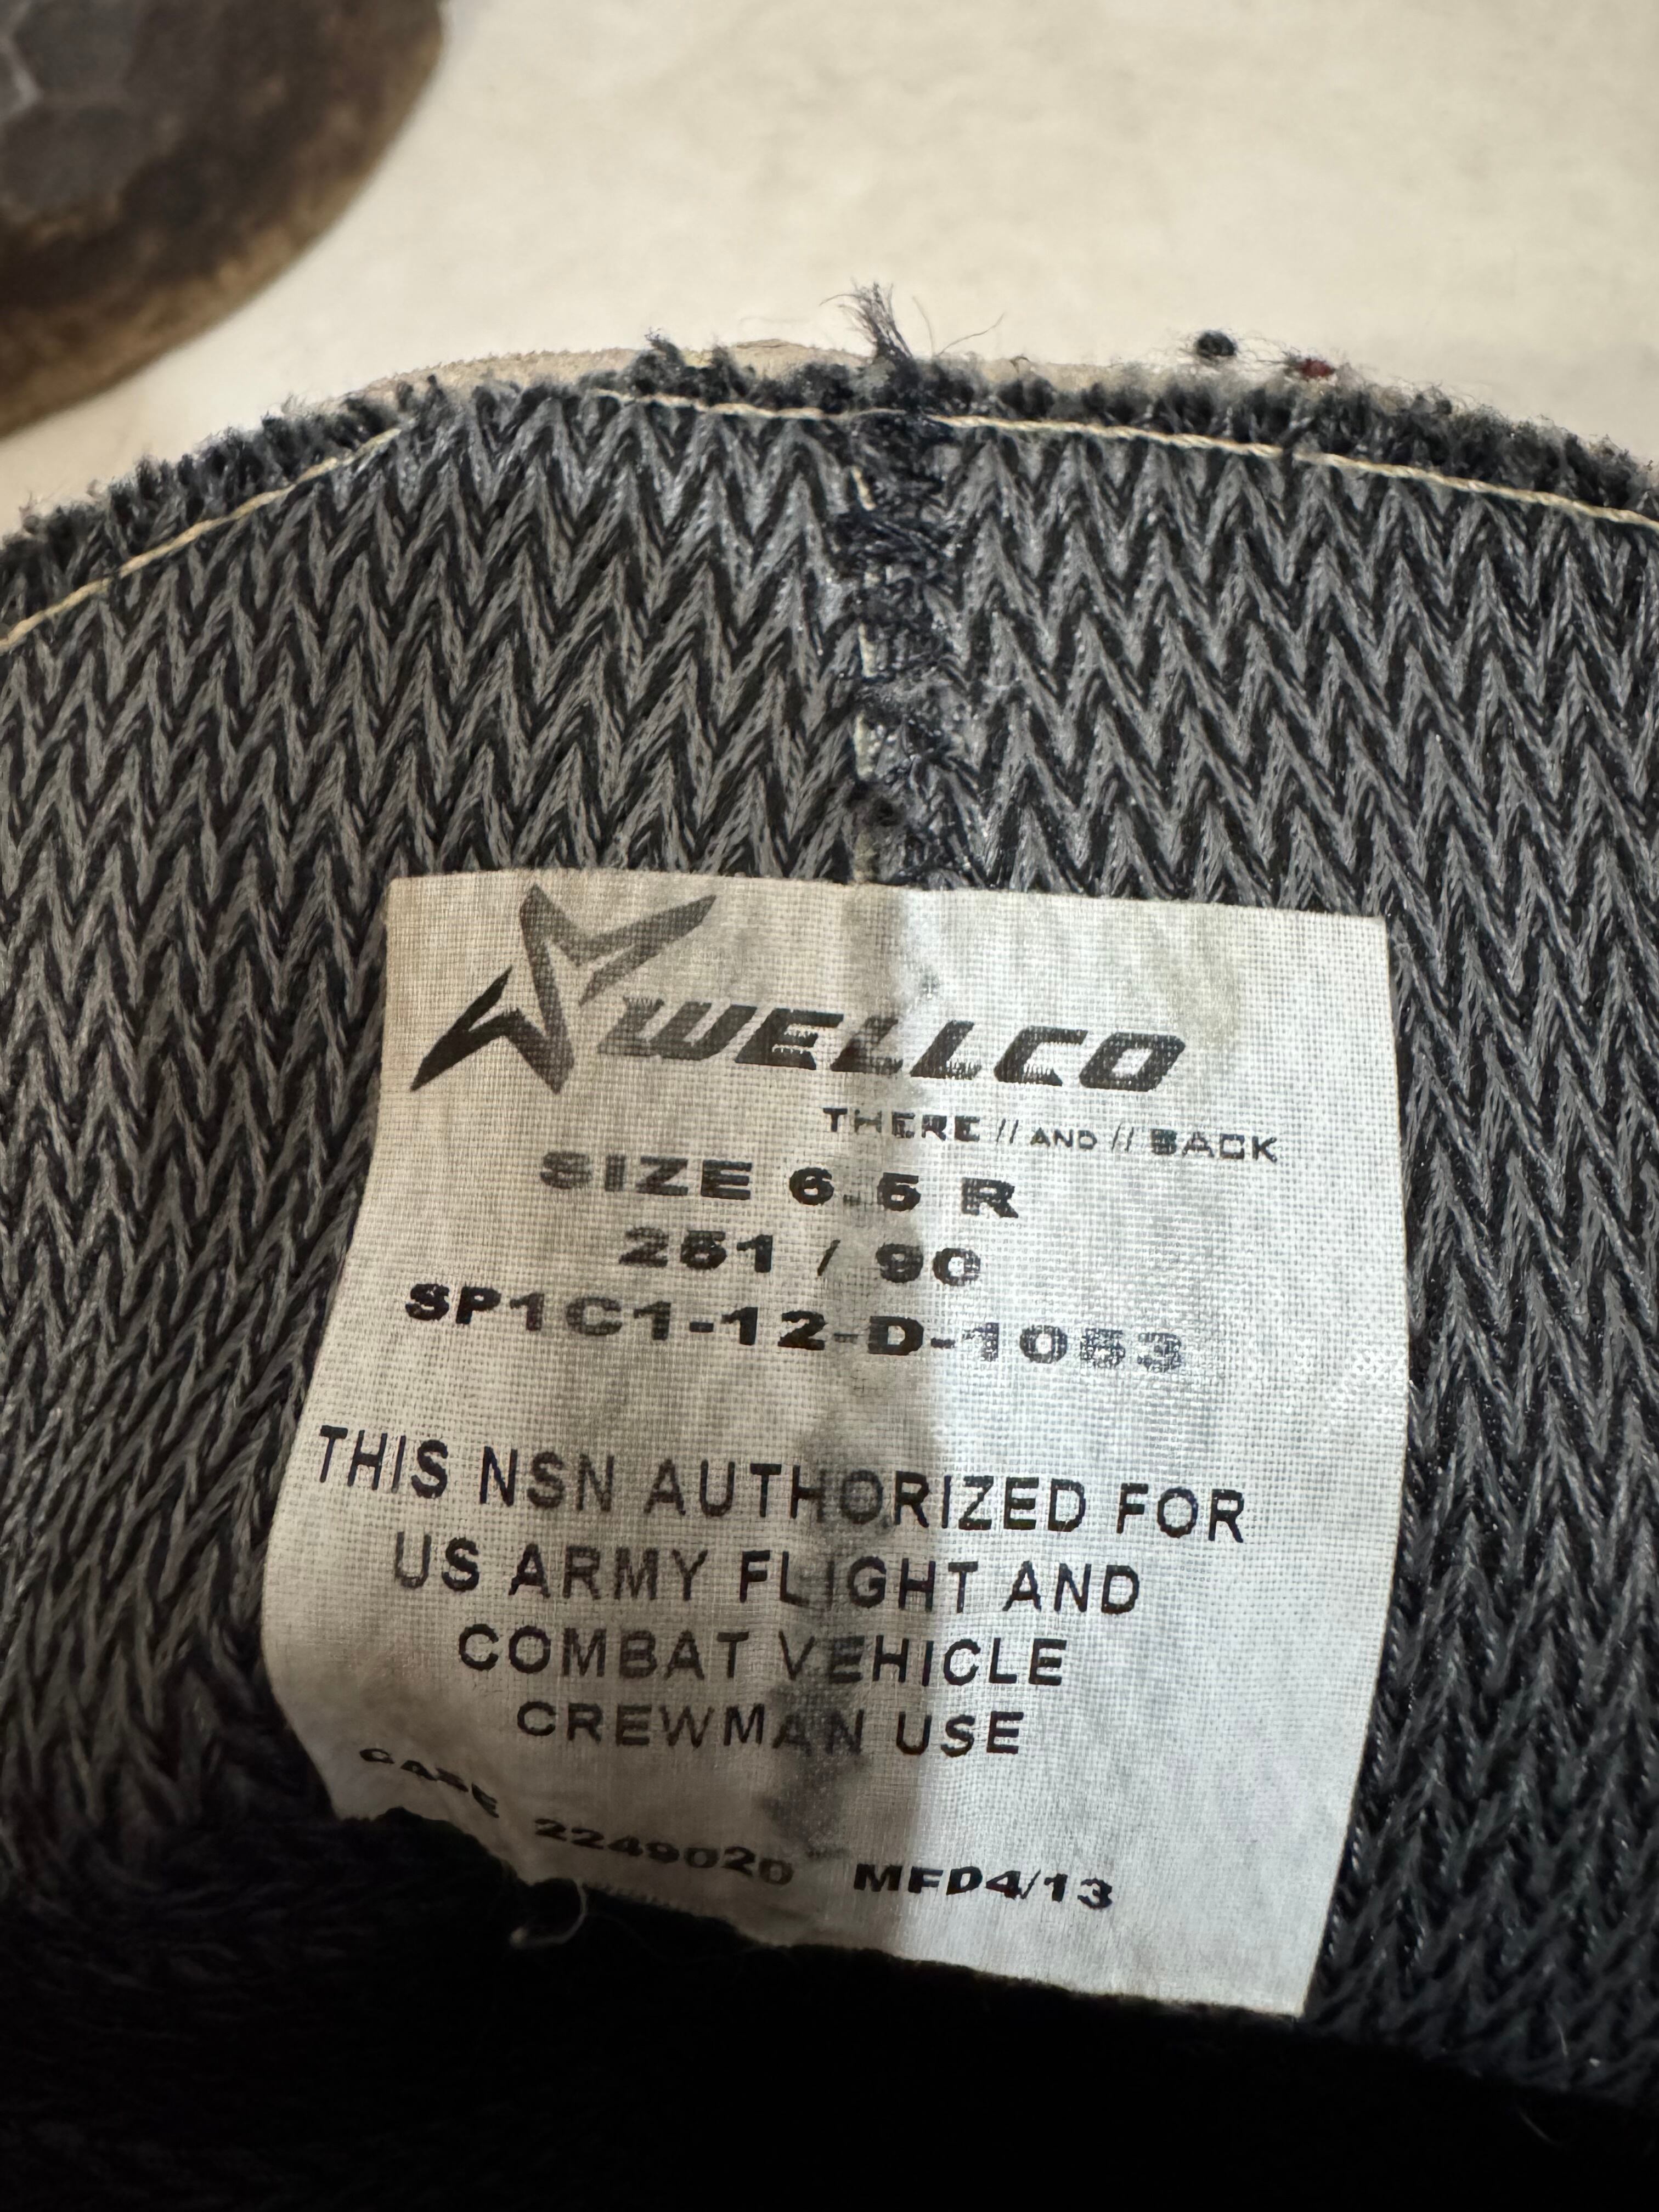 WELLCO
THERE // AND // BACK
SIZE 6.5 R
251 / 90
SP1C1-12-D-1053
THIS NSN AUTHORIZED FOR
US ARMY FLIGHT AND
COMBAT VEHICLE
CREWMAN USE
CASE 2249020 MFD4/13